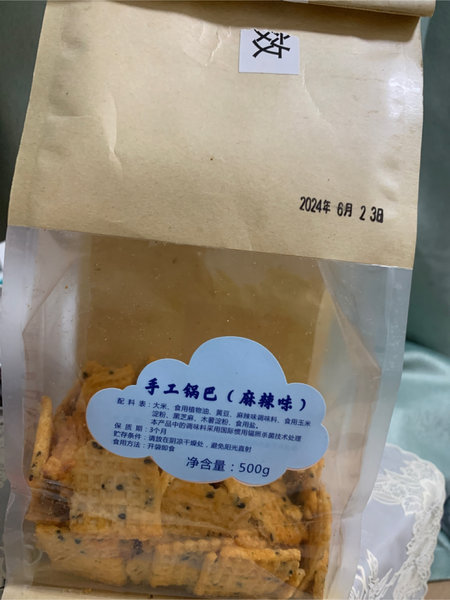 效
2024年 6月 2 3日
手工锅巴（麻辣味）
配 料 表：大米、食用植物油、黄豆、麻辣味调味料、食用玉米
淀粉、黑芝麻、木薯淀粉、食用盐。
本产品中的调味料采用国际惯用辐照杀菌技术处理
保 质 期：3个月
贮存条件：请放在阴凉干燥处，避免阳光直射
食用方法：开袋即食
净含量：500g